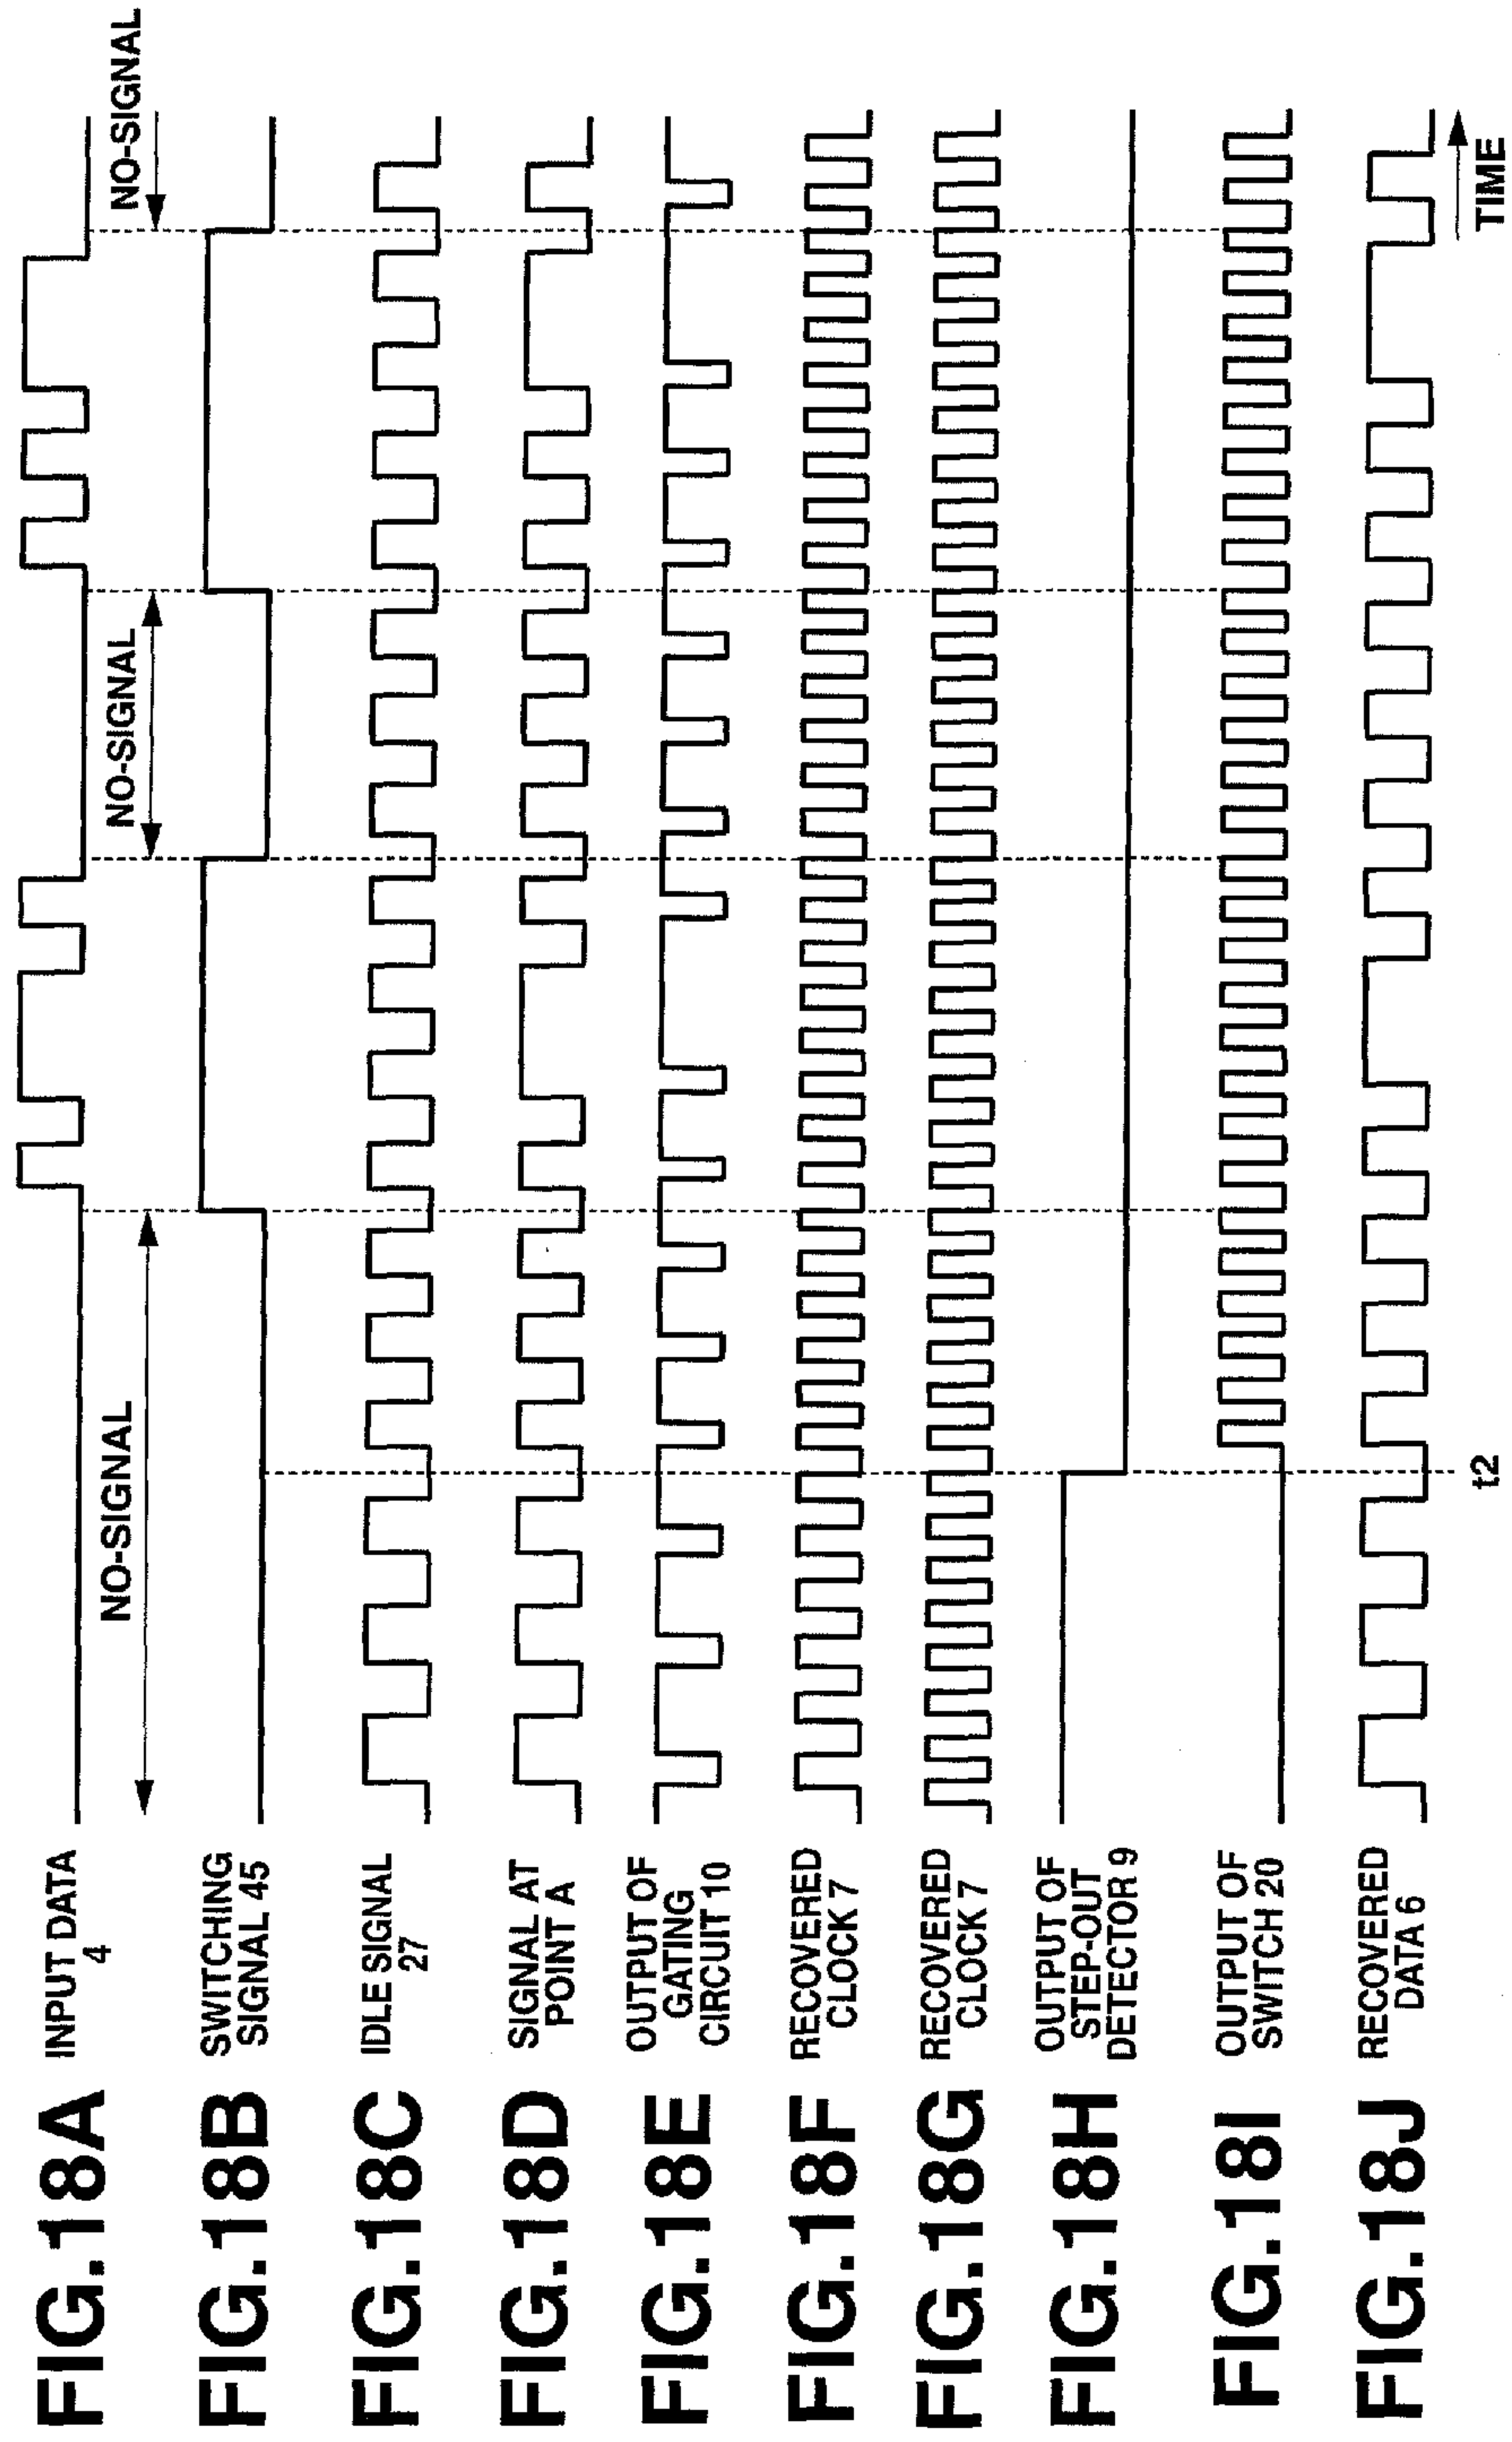 FIG.18A
INPUT DATA
4
NO-SIGNAL
NO-SIGNAL
NO-SIGNAL
FIG.18B
SWITCHING
SIGNAL 45
FIG.18C
IDLE SIGNAL
27
FIG.18D
SIGNAL AT
POINT A
FIG.18E
OUTPUT OF
GATING
CIRCUIT 10
FIG.18F
RECOVERED
CLOCK 7
FIG.18G
RECOVERED
CLOCK 7
FIG.18H
OUTPUT OF
STEP-OUT
DETECTOR 9
FIG.18I
OUTPUT OF
SWITCH 20
FIG.18J
RECOVERED
DATA 6
t2
TIME